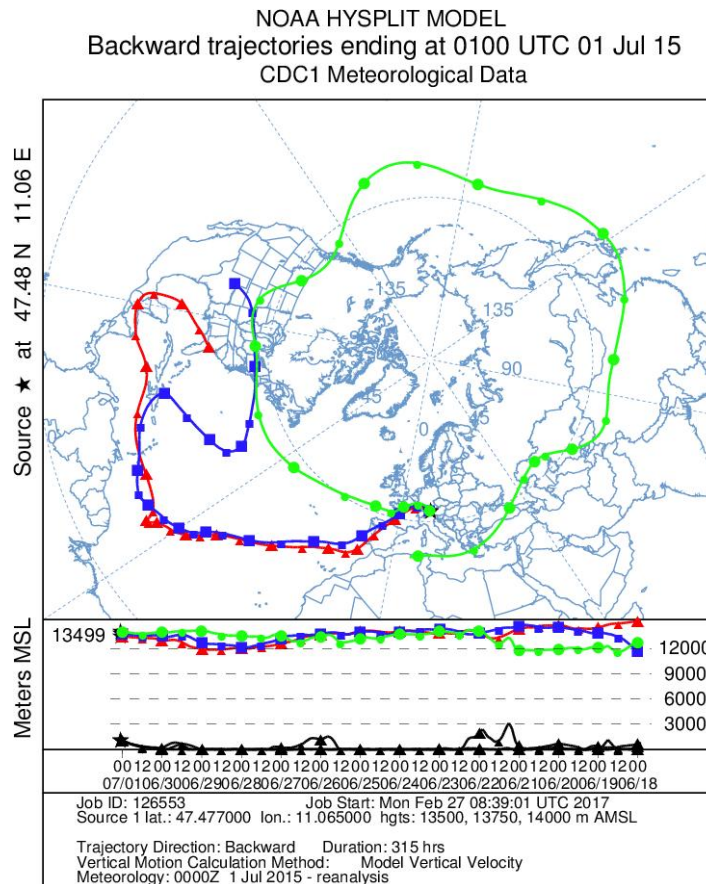 NOAA HYSPLIT MODEL
Backward trajectories ending at 0100 UTC 01 Jul 15
CDC1 Meteorological Data
Source ★ at 47.48 N 11.06 E
135
135
90
45
45
0
Meters MSL
13499
12000
9000
6000
3000
00 12 00 12 00 12 00 12 00 12 00 12 00 12 00 12 00 12 00 12 00 12 00 12 00 12 00
07/01 06/30 06/29 06/28 06/27 06/26 06/25 06/24 06/23 06/22 06/21 06/20 06/19 06/18
Job ID: 126553 Job Start: Mon Feb 27 08:39:01 UTC 2017
Source 1 lat.: 47.477000 lon.: 11.065000 hgts: 13500, 13750, 14000 m AMSL
Trajectory Direction: Backward Duration: 315 hrs
Vertical Motion Calculation Method: Model Vertical Velocity
Meteorology: 0000Z 1 Jul 2015 - reanalysis